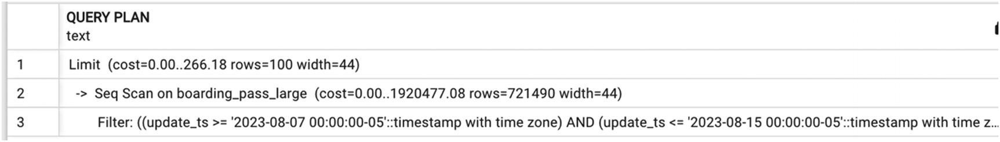 QUERY PLAN
text
1 Limit (cost=0.00..266.18 rows=100 width=44)
2 -> Seq Scan on boarding_pass_large (cost=0.00..1920477.08 rows=721490 width=44)
3 Filter: ((update_ts >= '2023-08-07 00:00:00-05'::timestamp with time zone) AND (update_ts <= '2023-08-15 00:00:00-05'::timestamp with time z...